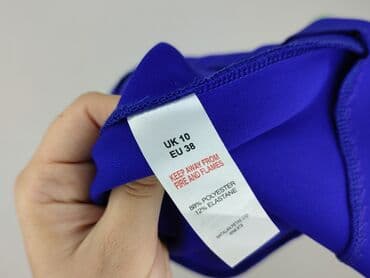 UK 10
EU 38
KEEP AWAY FROM
FIRE AND FLAMES
88% POLYESTER
12% ELASTANE